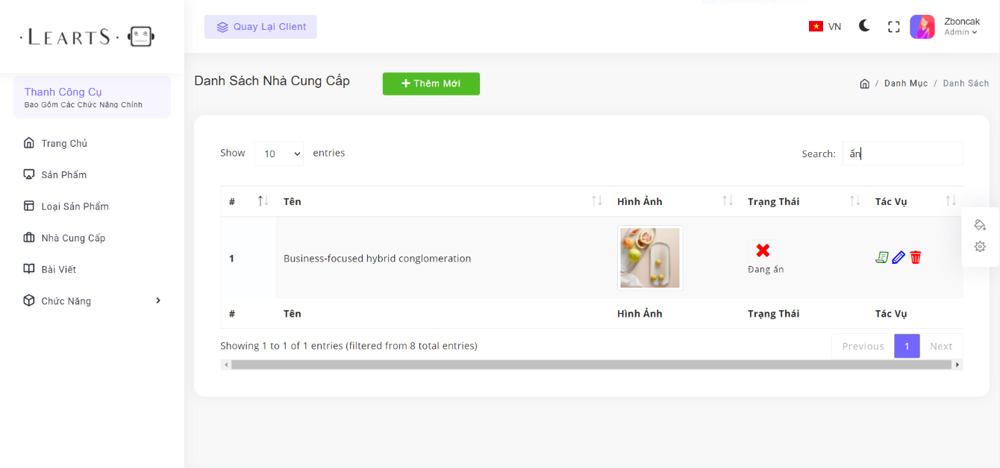 · LEARTS ·
Quay Lại Client
VN
Zboncak
Admin
Thanh Công Cụ
Bao Gồm Các Chức Năng Chính
Trang Chủ
Sản Phẩm
Loại Sản Phẩm
Nhà Cung Cấp
Bài Viết
Chức Năng
Danh Sách Nhà Cung Cấp
+ Thêm Mới
/ Danh Mục / Danh Sách
Show 10 entries
Search: ẩn
# Tên Hình Ảnh Trạng Thái Tác Vụ
1 Business-focused hybrid conglomeration
Đang ẩn
# Tên Hình Ảnh Trạng Thái Tác Vụ
Showing 1 to 1 of 1 entries (filtered from 8 total entries)
Previous 1 Next